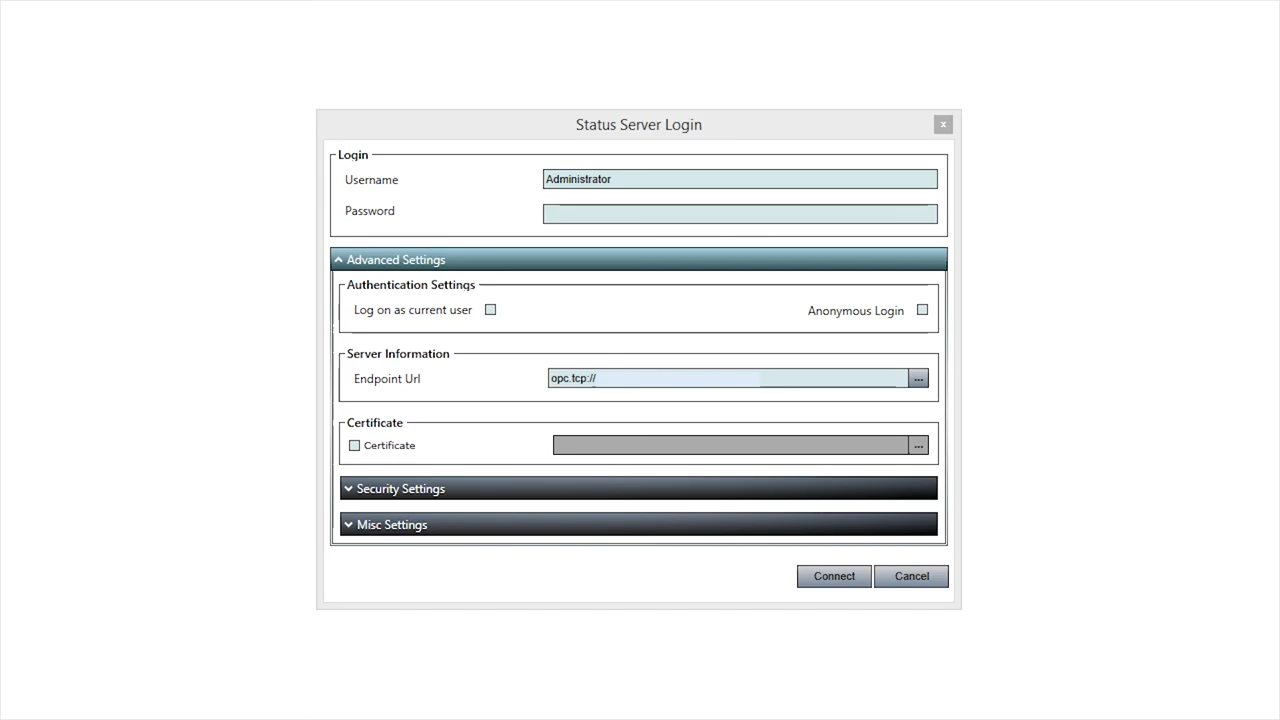 Status Server Login
x
Login
Username
Administrator
Password
Advanced Settings
Authentication Settings
Log on as current user
Anonymous Login
Server Information
Endpoint Url
opc.tcp://
...
Certificate
Certificate
...
Security Settings
Misc Settings
Connect
Cancel